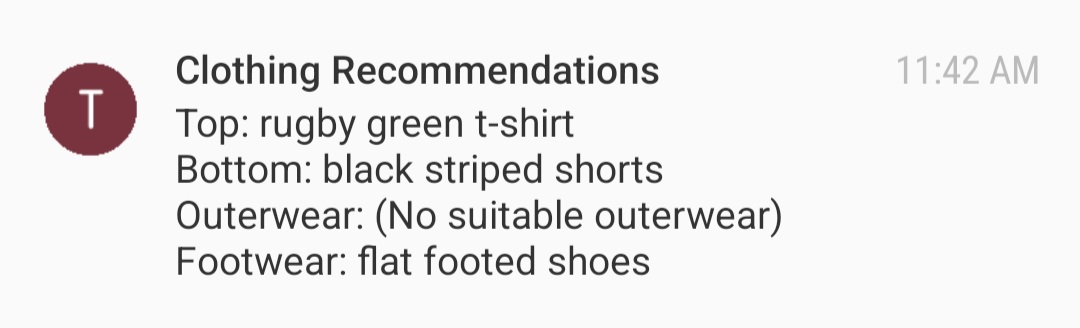 T
Clothing Recommendations
11:42 AM
Top: rugby green t-shirt
Bottom: black striped shorts
Outerwear: (No suitable outerwear)
Footwear: flat footed shoes